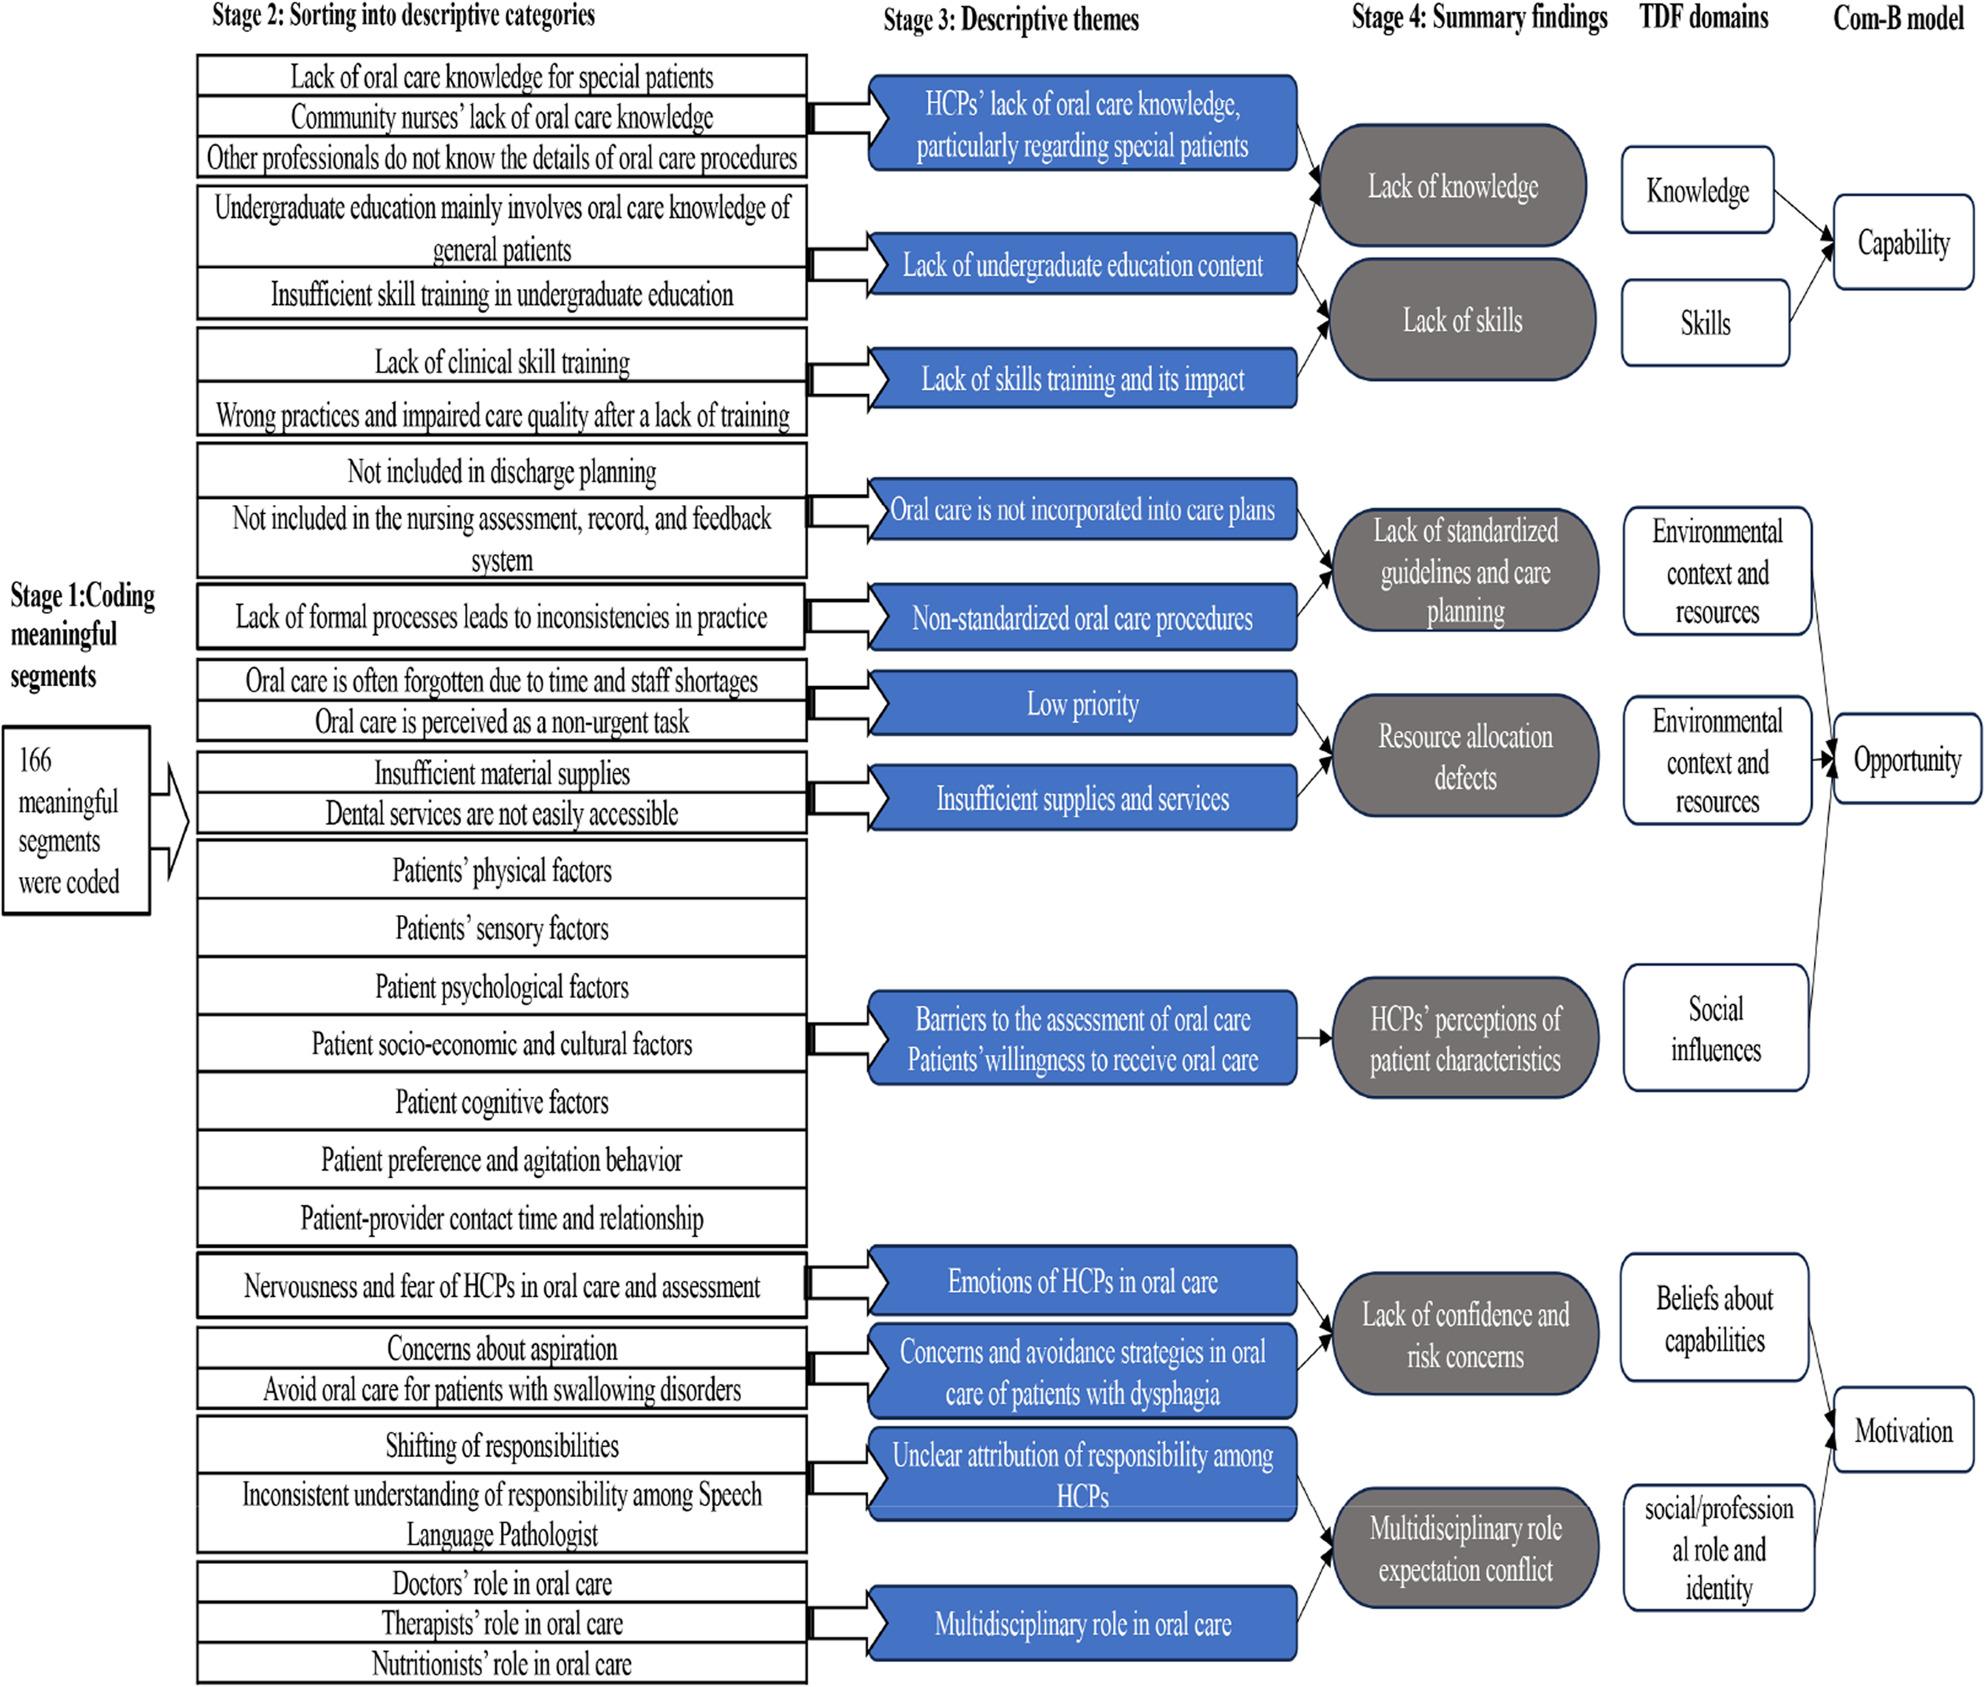 Stage 2: Sorting into descriptive categories
Stage 3: Descriptive themes
Stage 4: Summary findings
TDF domains
Com-B model
Stage 1:Coding
meaningful
segments
166
meaningful
segments
were coded
Lack of oral care knowledge for special patients
Community nurses’ lack of oral care knowledge
Other professionals do not know the details of oral care procedures
Undergraduate education mainly involves oral care knowledge of
general patients
Insufficient skill training in undergraduate education
Lack of clinical skill training
Wrong practices and impaired care quality after a lack of training
Not included in discharge planning
Not included in the nursing assessment, record, and feedback
system
Lack of formal processes leads to inconsistencies in practice
Oral care is often forgotten due to time and staff shortages
Oral care is perceived as a non-urgent task
Insufficient material supplies
Dental services are not easily accessible
Patients’ physical factors
Patients’ sensory factors
Patient psychological factors
Patient socio-economic and cultural factors
Patient cognitive factors
Patient preference and agitation behavior
Patient-provider contact time and relationship
Nervousness and fear of HCPs in oral care and assessment
Concerns about aspiration
Avoid oral care for patients with swallowing disorders
Shifting of responsibilities
Inconsistent understanding of responsibility among Speech
Language Pathologist
Doctors’ role in oral care
Therapists’ role in oral care
Nutritionists’ role in oral care
HCPs’ lack of oral care knowledge,
particularly regarding special patients
Lack of undergraduate education content
Lack of skills training and its impact
Oral care is not incorporated into care plans
Non-standardized oral care procedures
Low priority
Insufficient supplies and services
Barriers to the assessment of oral care
Patients’willingness to receive oral care
Emotions of HCPs in oral care
Concerns and avoidance strategies in oral
care of patients with dysphagia
Unclear attribution of responsibility among
HCPs
Multidisciplinary role in oral care
Lack of knowledge
Lack of skills
Lack of standardized
guidelines and care
planning
Resource allocation
defects
HCPs’ perceptions of
patient characteristics
Lack of confidence and
risk concerns
Multidisciplinary role
expectation conflict
Knowledge
Skills
Environmental
context and
resources
Environmental
context and
resources
Social
influences
Beliefs about
capabilities
social/profession
al role and
identity
Capability
Opportunity
Motivation